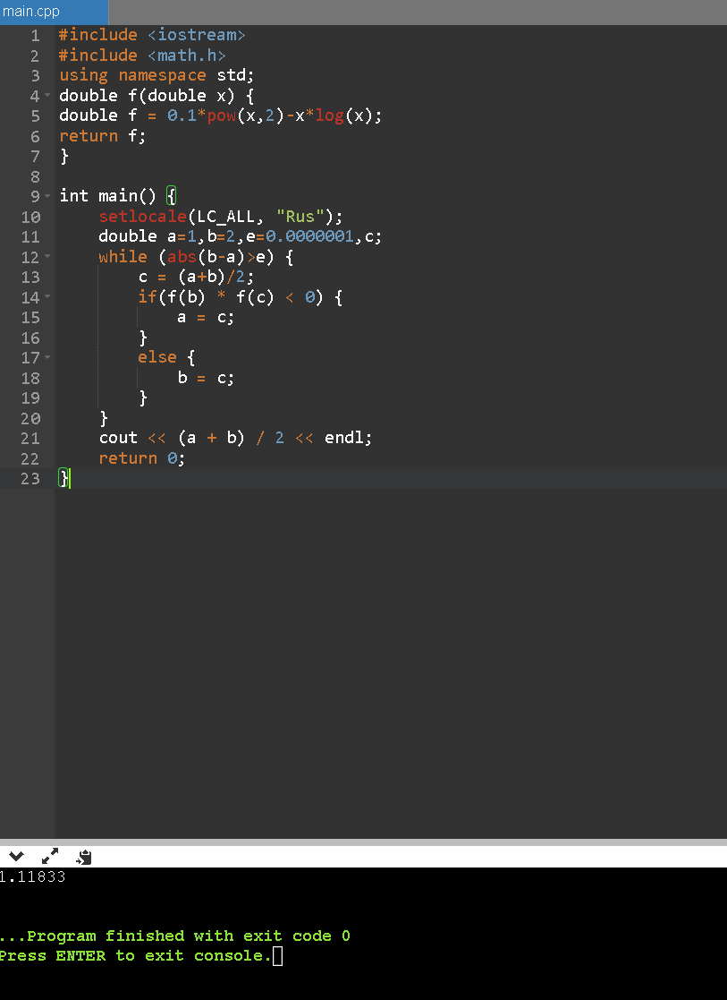 main.cpp
1 #include <iostream>
2 #include <math.h>
3 using namespace std;
4 double f(double x) {
5 double f = 0.1*pow(x,2)-x*log(x);
6 return f;
7 }
8
9 int main() {
10     setlocale(LC_ALL, "Rus");
11     double a=1,b=2,e=0.0000001,c;
12     while (abs(b-a)>e) {
13         c = (a+b)/2;
14         if(f(b) * f(c) < 0) {
15             a = c;
16         }
17         else {
18             b = c;
19         }
20     }
21     cout << (a + b) / 2 << endl;
22     return 0;
23 }
1.11833
...Program finished with exit code 0
Press ENTER to exit console.